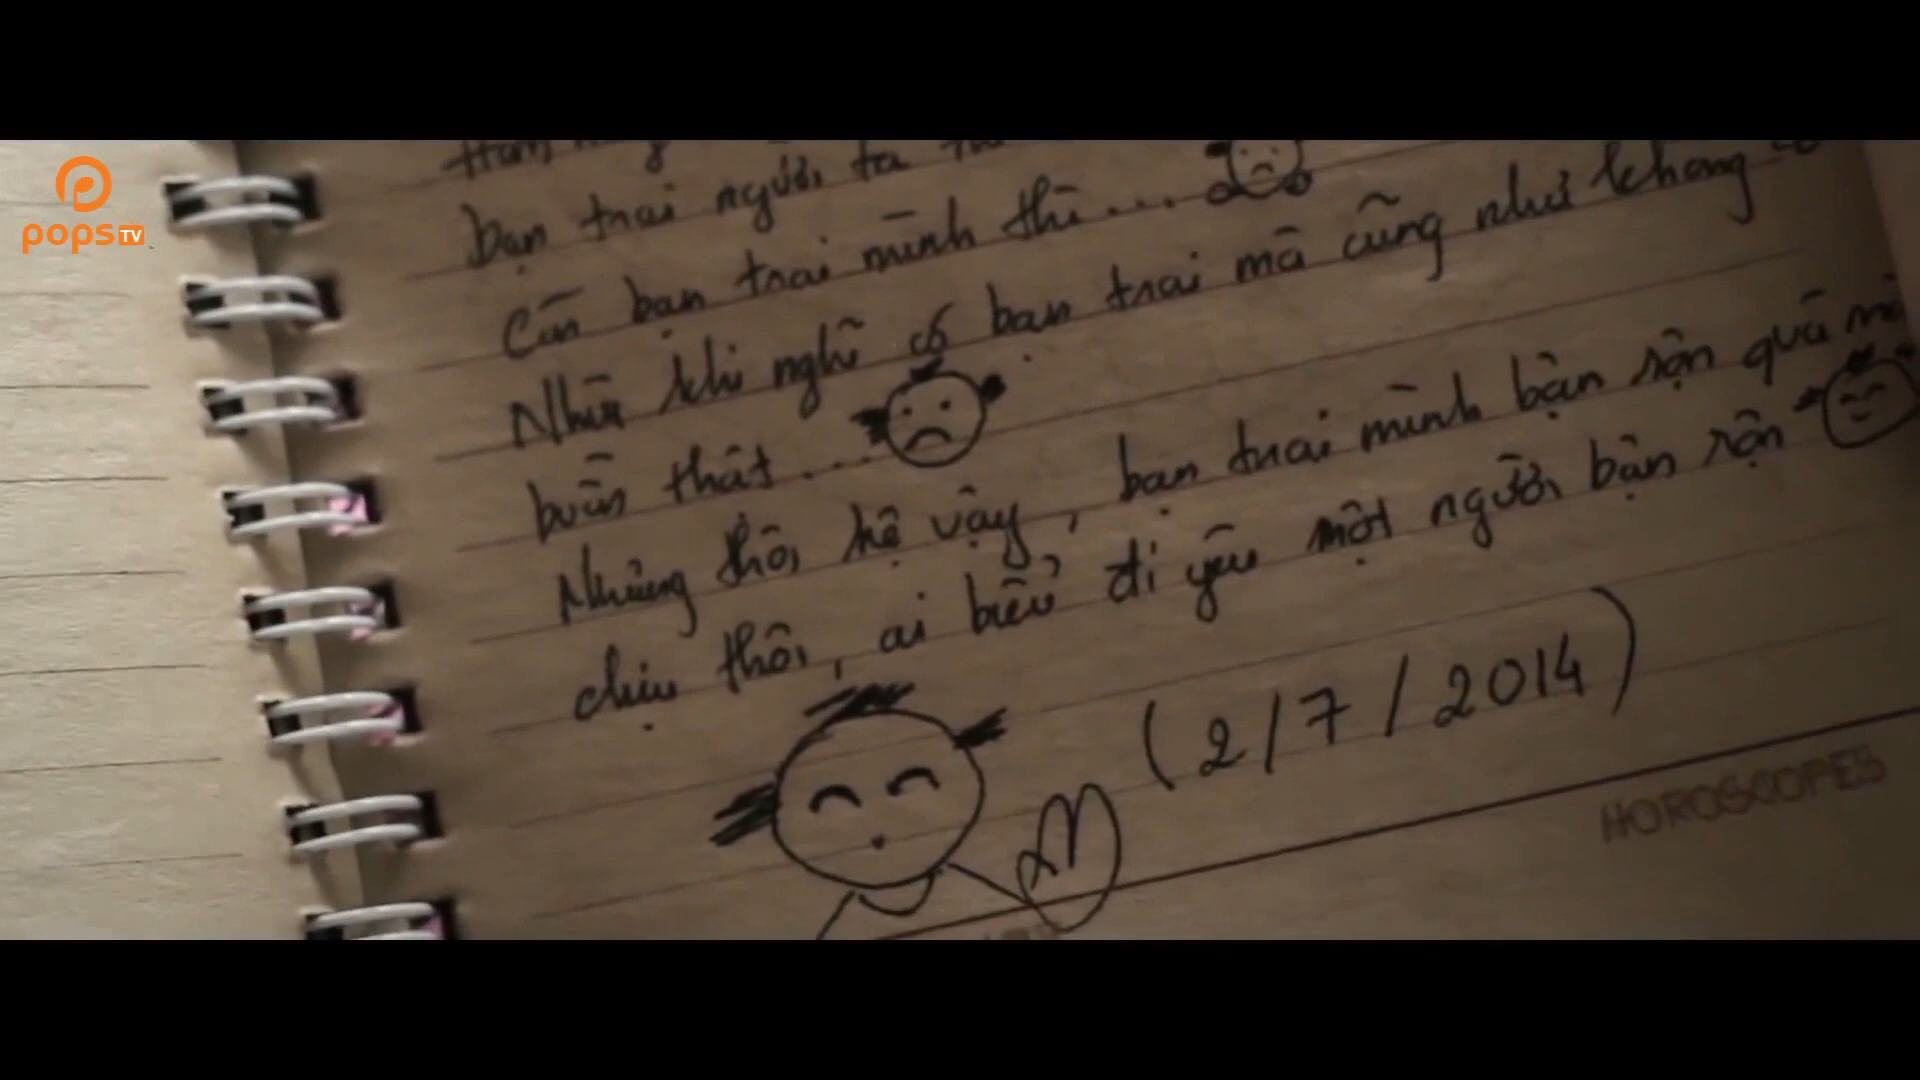 pops TV
bạn trai người ta
Còn bạn trai mình thì...
Nhiều khi nghĩ có bạn trai mà cũng như không
buồn thật....
Nhưng thôi kệ vậy, bạn trai mình bận rộn quá mà
chịu thôi, ai biểu đi yêu một người bận rộn
(2/7/2014)
HOROSCOPES